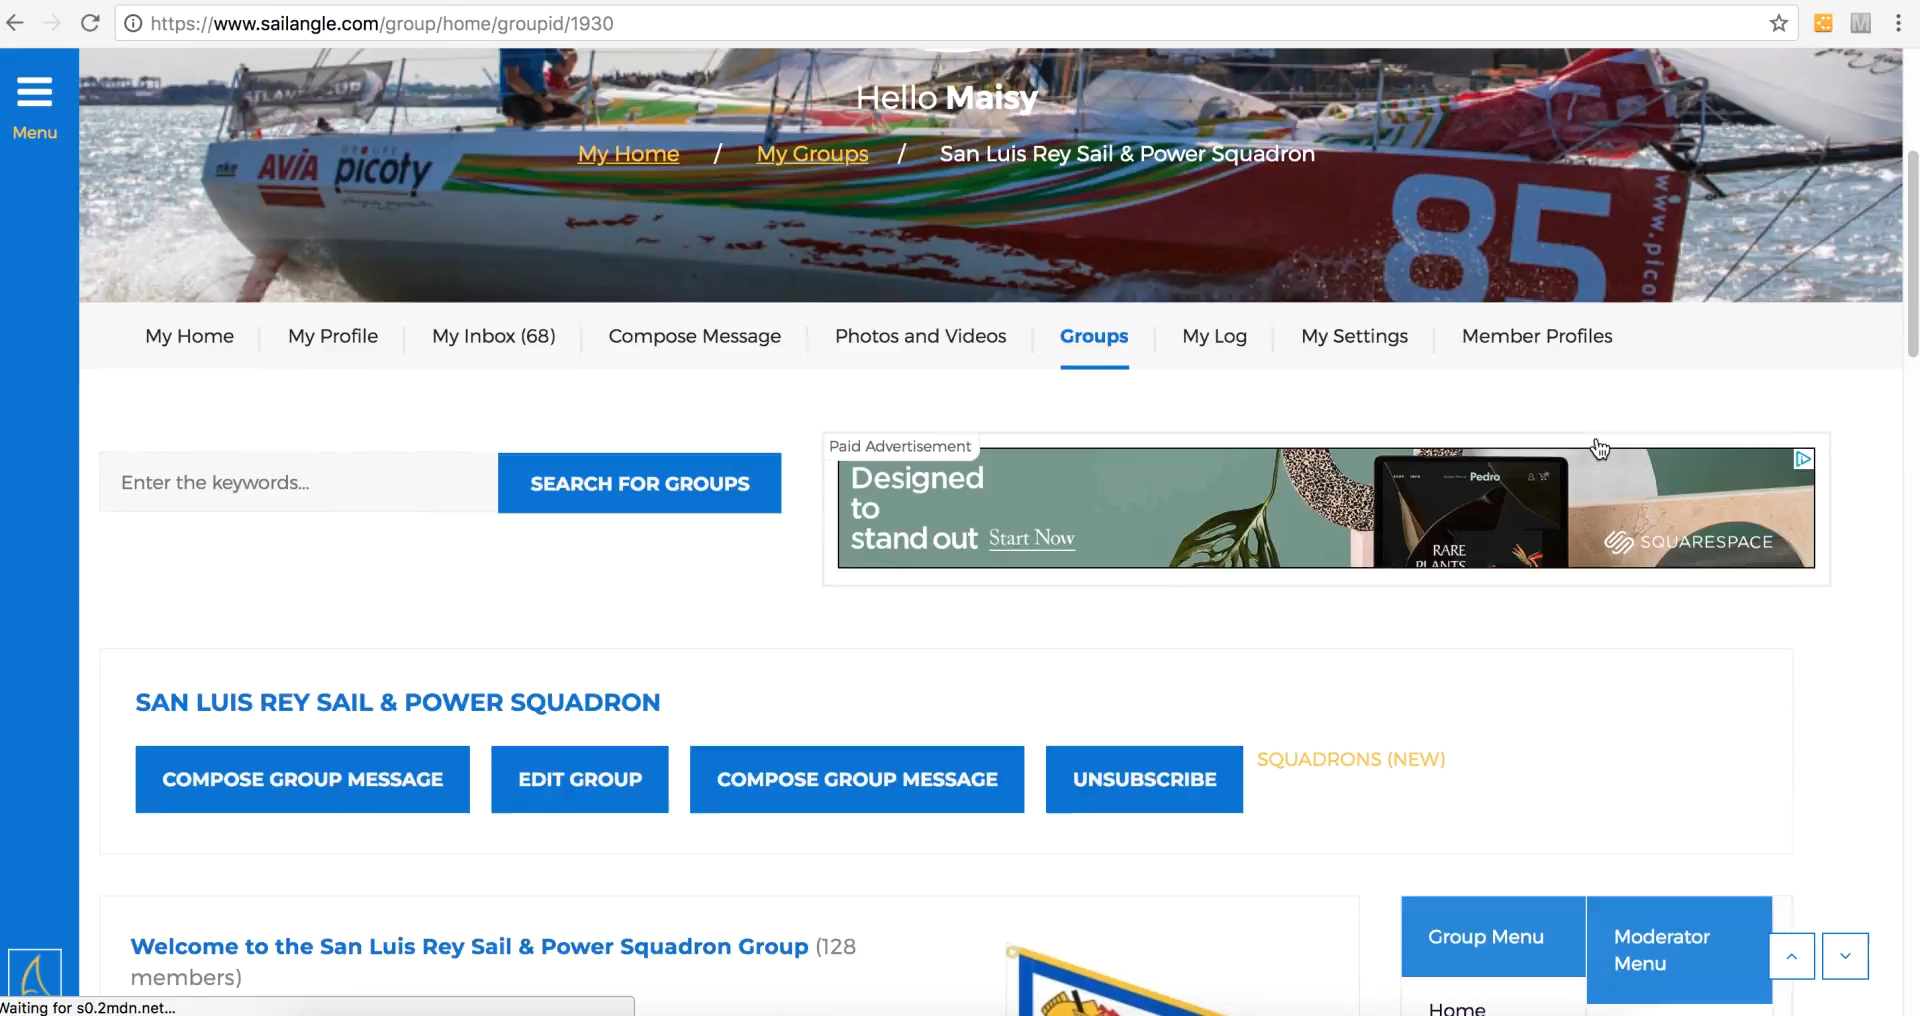 https://www.sailangle.com/group/home/groupid/1930
Menu
Hello Maisy
My Home / My Groups / San Luis Rey Sail & Power Squadron
nke AVIA GROUPE picoty
85
My Home
My Profile
My Inbox (68)
Compose Message
Photos and Videos
Groups
My Log
My Settings
Member Profiles
Enter the keywords...
SEARCH FOR GROUPS
Paid Advertisement
Designed
to
stand out Start Now
Pedro
RARE
PLANTS
SQUARESPACE
SAN LUIS REY SAIL & POWER SQUADRON
COMPOSE GROUP MESSAGE
EDIT GROUP
COMPOSE GROUP MESSAGE
UNSUBSCRIBE
SQUADRONS (NEW)
Welcome to the San Luis Rey Sail & Power Squadron Group (128
members)
Group Menu
Moderator
Menu
Home
Waiting for s0.2mdn.net...